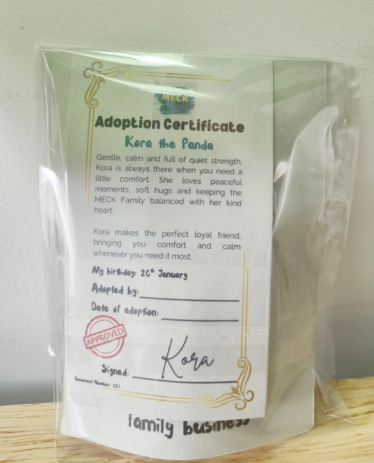 MECK
Adoption Certificate
Kora the Panda
Gentle, calm and full of quiet strength,
Kora is always there when you need a
little comfort. She loves peaceful
moments, soft hugs and keeping the
MECK Family balanced with her kind
heart.
Kora makes the perfect loyal friend,
bringing you comfort and calm
whenever you need it most.
My birthday: 26th January
Adopted by:
Date of adoption:
APPROVED
Kora
Signed:
Document Number:
family business